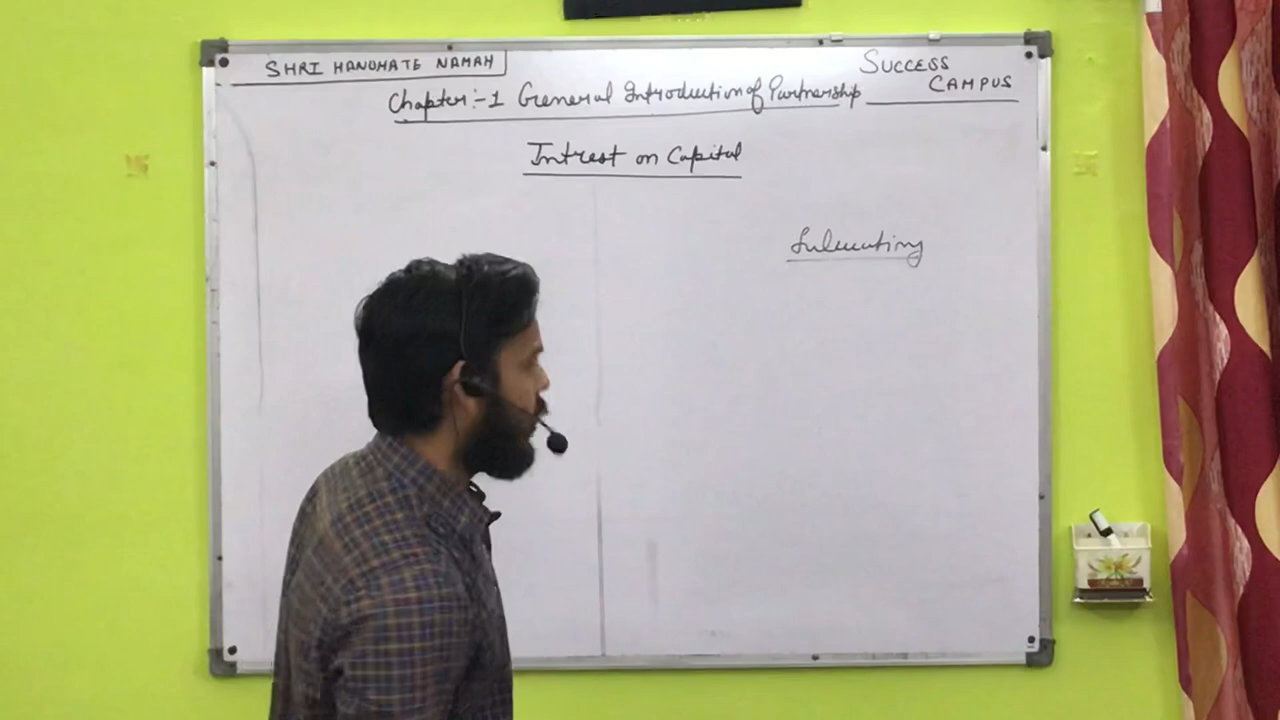 SHRI HANUMATE NAMAH
SUCCESS
CAMPUS
Chapter:-1 General Introduction of Partnership
Intrest on Capital